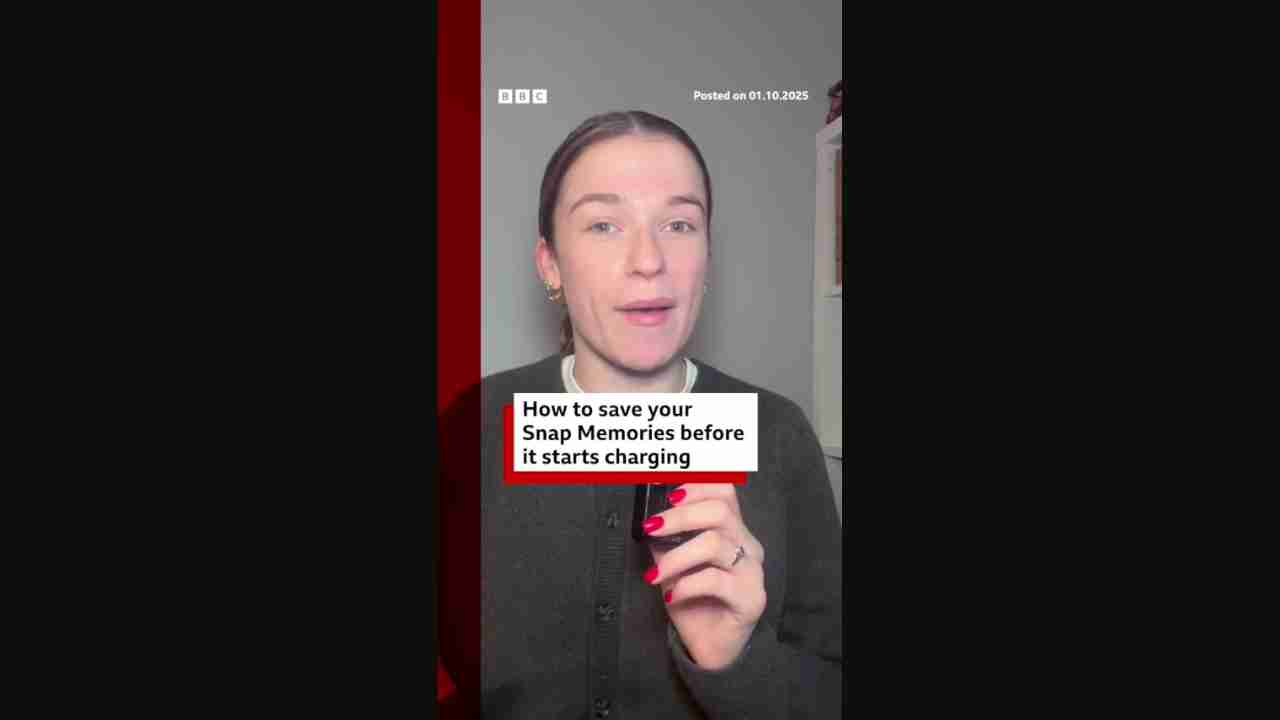 BBC
Posted on 01.10.2025
How to save your
Snap Memories before
it starts charging